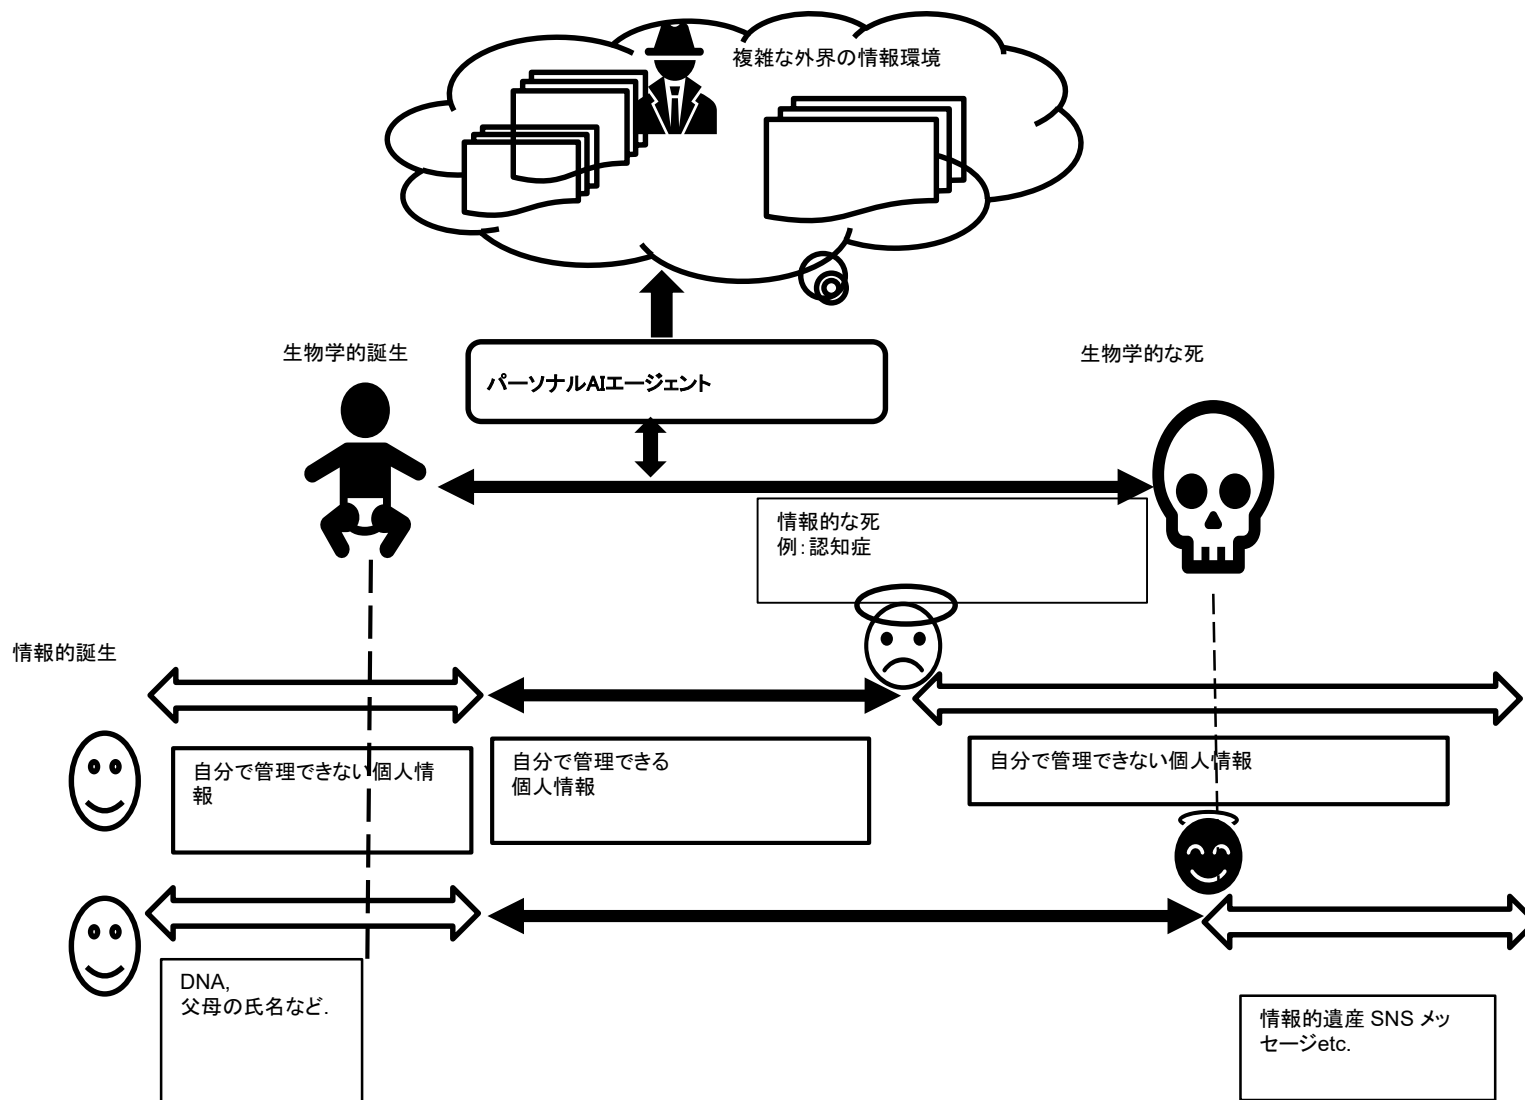 複雑な外界の情報環境
生物学的誕生
パーソナルAIエージェント
生物学的な死
情報的な死
例：認知症
情報的誕生
自分で管理できない個人情
報
自分で管理できる
個人情報
自分で管理できない個人情報
DNA,
父母の氏名など.
情報的遺産 SNS メッ
セージetc.